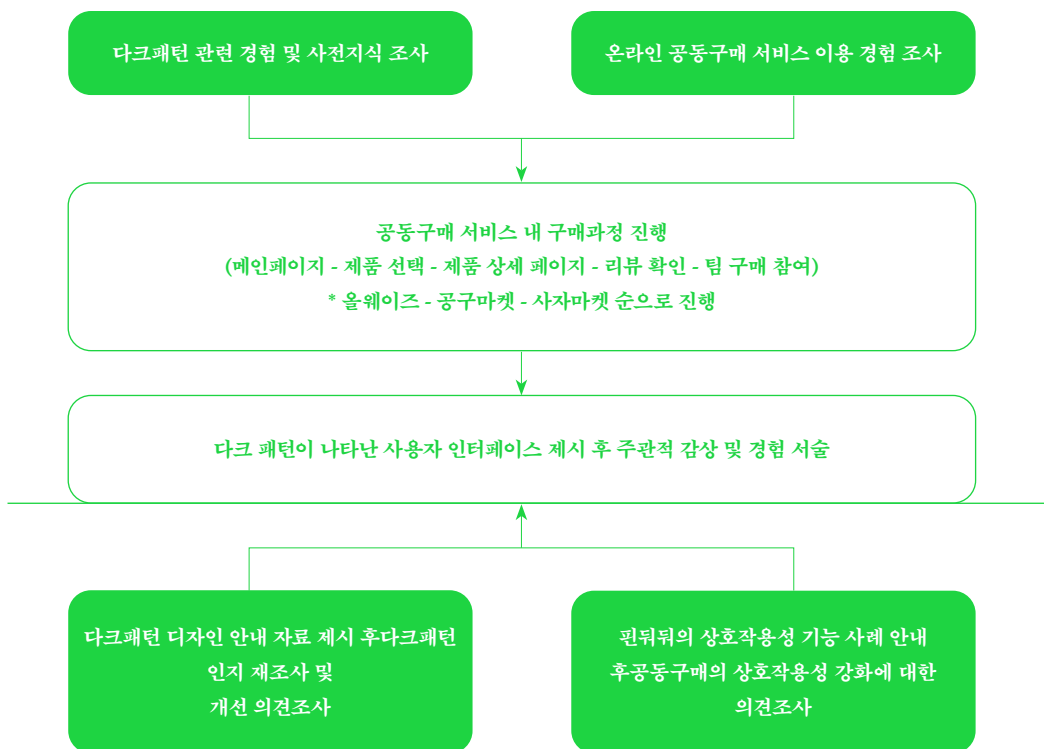 다크패턴 관련 경험 및 사전지식 조사
온라인 공동구매 서비스 이용 경험 조사
공동구매 서비스 내 구매과정 진행
(메인페이지 - 제품 선택 - 제품 상세 페이지 - 리뷰 확인 - 팀 구매 참여)
* 올웨이즈 - 공구마켓 - 사자마켓 순으로 진행
다크 패턴이 나타난 사용자 인터페이스 제시 후 주관적 감상 및 경험 서술
다크패턴 디자인 안내 자료 제시 후다크패턴
인지 재조사 및
개선 의견조사
핀둬둬의 상호작용성 기능 사례 안내
후공동구매의 상호작용성 강화에 대한
의견조사